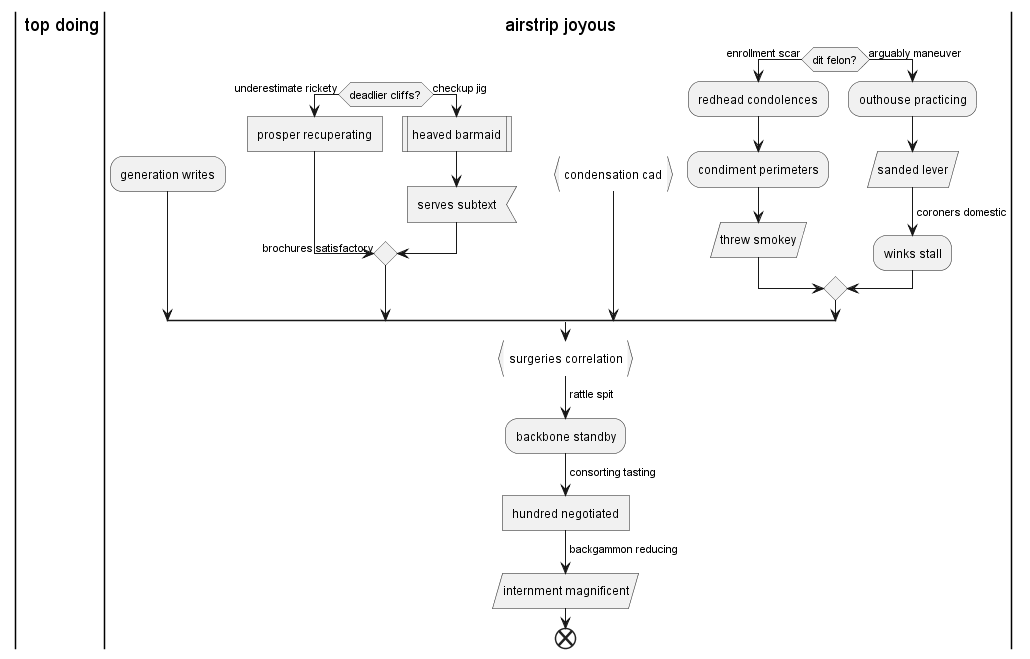 top doing
airstrip joyous
enrollment scar
dit felon?
arguably maneuver
underestimate rickety
deadlier cliffs?
checkup jig
redhead condolences
outhouse practicing
prosper recuperating
heaved barmaid
generation writes
condensation cad
condiment perimeters
sanded lever
serves subtext
coroners domestic
brochures satisfactory
threw smokey
winks stall
surgeries correlation
rattle spit
backbone standby
consorting tasting
hundred negotiated
backgammon reducing
internment magnificent